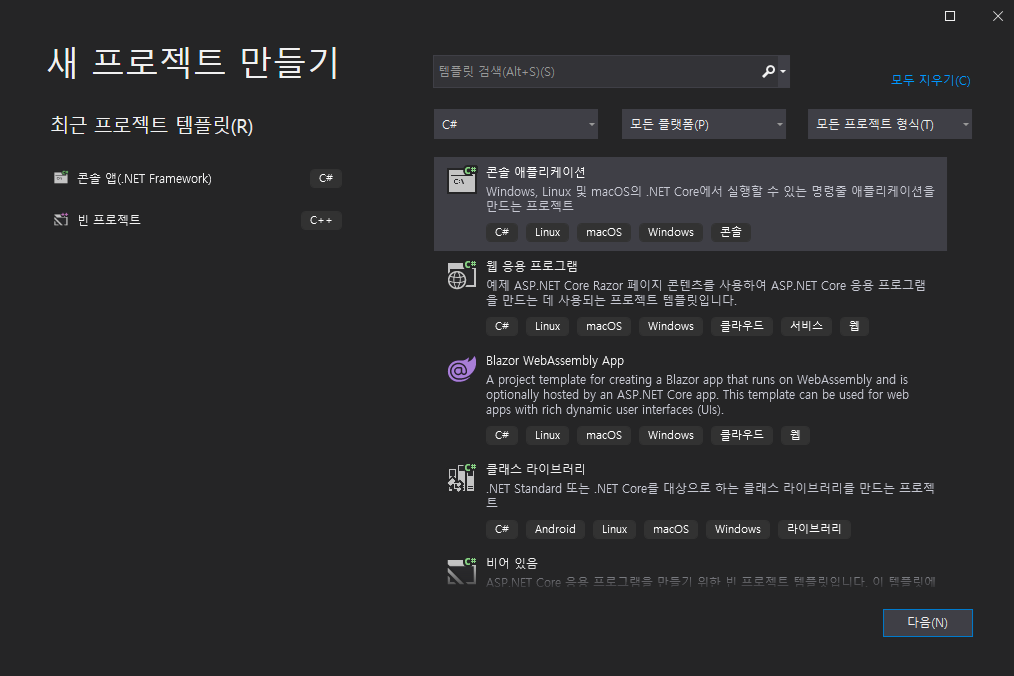 새 프로젝트 만들기
최근 프로젝트 템플릿(R)
콘솔 앱(.NET Framework) C#
빈 프로젝트 C++
템플릿 검색(Alt+S)(S)
모두 지우기(C)
C# 모든 플랫폼(P) 모든 프로젝트 형식(T)
C#
C:\
콘솔 애플리케이션
Windows, Linux 및 macOS의 .NET Core에서 실행할 수 있는 명령줄 애플리케이션을
만드는 프로젝트
C# Linux macOS Windows 콘솔
C#
웹 응용 프로그램
예제 ASP.NET Core Razor 페이지 콘텐츠를 사용하여 ASP.NET Core 응용 프로그램
을 만드는 데 사용되는 프로젝트 템플릿입니다.
C# Linux macOS Windows 클라우드 서비스 웹
Blazor WebAssembly App
A project template for creating a Blazor app that runs on WebAssembly and is
optionally hosted by an ASP.NET Core app. This template can be used for web
apps with rich dynamic user interfaces (UIs).
C# Linux macOS Windows 클라우드 웹
C#
클래스 라이브러리
.NET Standard 또는 .NET Core를 대상으로 하는 클래스 라이브러리를 만드는 프로젝
트
C# Android Linux macOS Windows 라이브러리
C#
비어 있음
ASP.NET Core 응용 프로그램을 만들기 위한 빈 프로젝트 템플릿입니다. 이 템플릿에
다음(N)